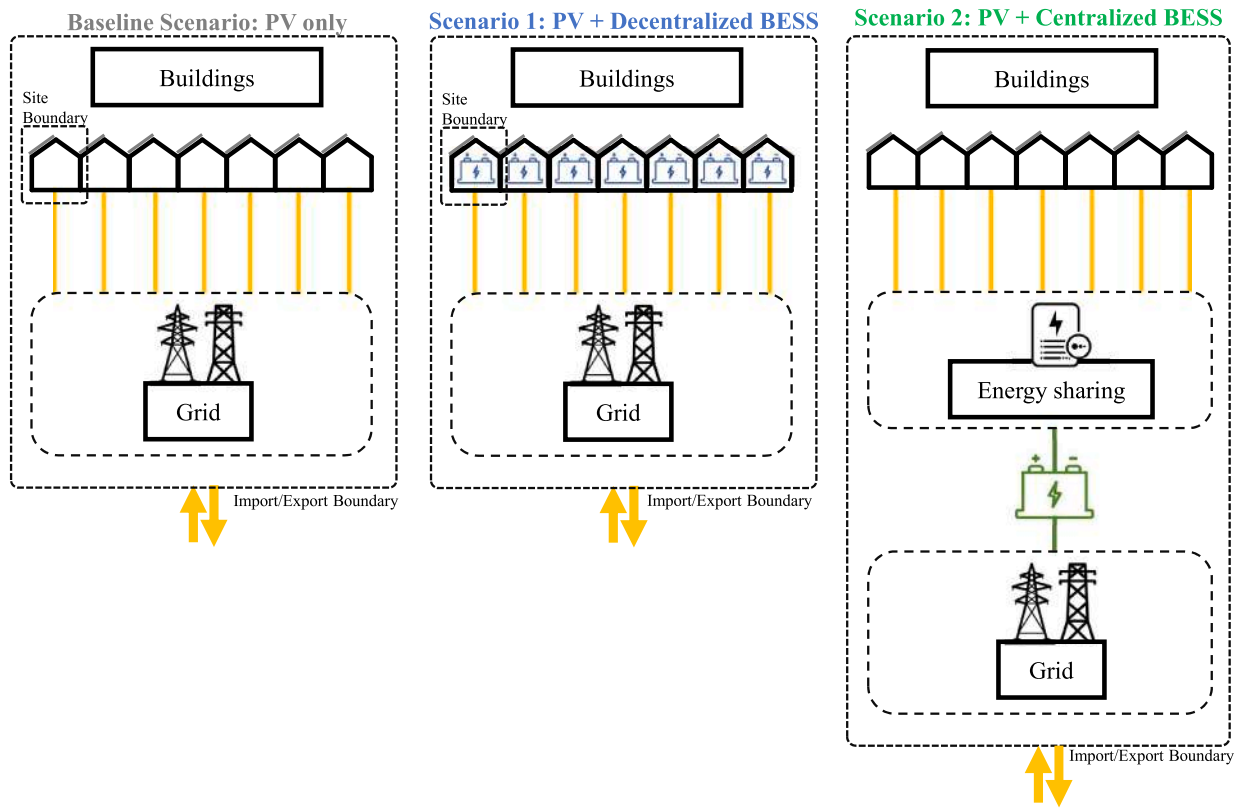 Baseline Scenario: PV only
Buildings
Site
Boundary
Grid
Import/Export Boundary
Scenario 1: PV + Decentralized BESS
Buildings
Site
Boundary
Grid
Import/Export Boundary
Scenario 2: PV + Centralized BESS
Buildings
Energy sharing
Grid
Import/Export Boundary